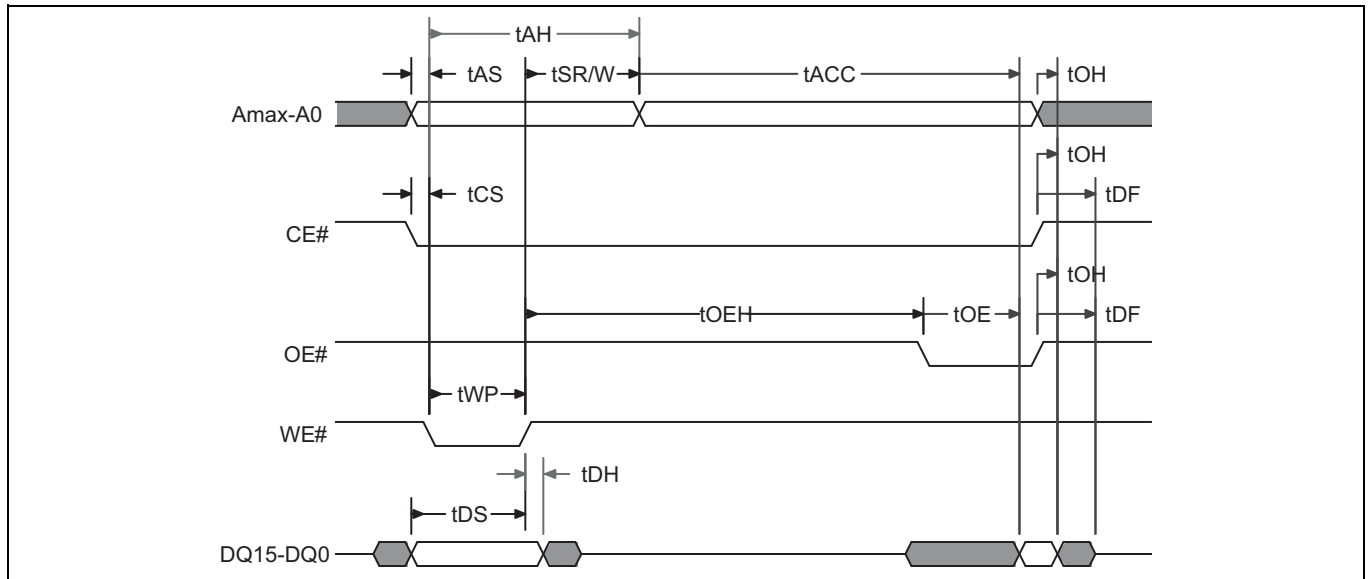 tAH
tAS tSR/W tACC tOH
Amax-A0
tOH
tCS tDF
CE#
tOH
tOEH tOE tDF
OE#
tWP
WE#
tDH
tDS
DQ15-DQ0